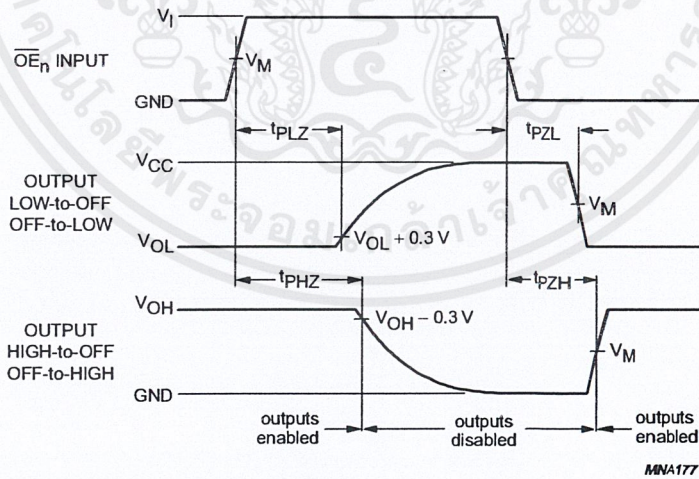 V_I
OE_n INPUT
V_M
GND
t_PLZ
t_PZL
V_CC
OUTPUT
LOW-to-OFF
OFF-to-LOW
V_M
V_OL
V_OL + 0.3 V
t_PHZ
t_PZH
V_OH
V_OH − 0.3 V
OUTPUT
HIGH-to-OFF
OFF-to-HIGH
V_M
GND
outputs
enabled
outputs
disabled
outputs
enabled
MNA177